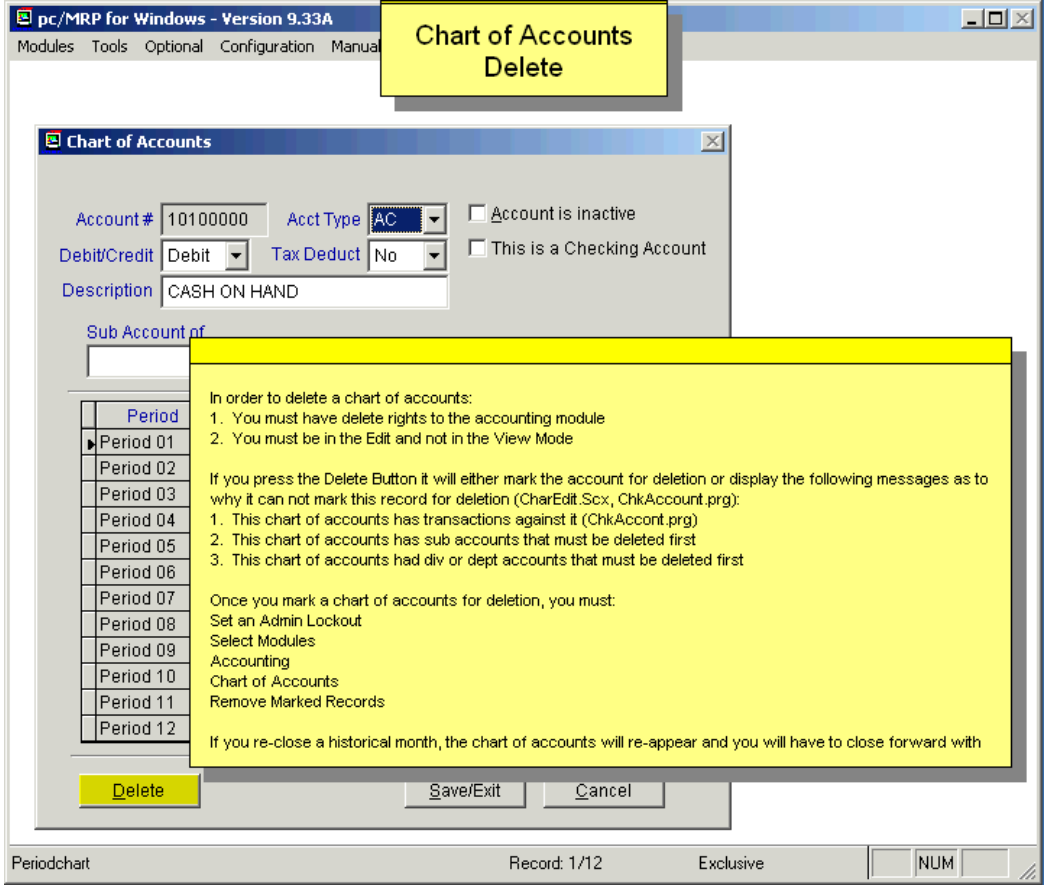 pc/MRP for Windows - Version 9.33A
Modules Tools Optional Configuration Manual
Chart of Accounts
Delete
Chart of Accounts
Account # 10100000 Acct Type AC Account is inactive
Debit/Credit Debit Tax Deduct No This is a Checking Account
Description CASH ON HAND
Sub Account of
Period
Period 01
Period 02
Period 03
Period 04
Period 05
Period 06
Period 07
Period 08
Period 09
Period 10
Period 11
Period 12
In order to delete a chart of accounts:
1. You must have delete rights to the accounting module
2. You must be in the Edit and not in the View Mode
If you press the Delete Button it will either mark the account for deletion or display the following messages as to
why it can not mark this record for deletion (CharEdit.Scx, ChkAccount.prg):
1. This chart of accounts has transactions against it (ChkAccont.prg)
2. This chart of accounts has sub accounts that must be deleted first
3. This chart of accounts had div or dept accounts that must be deleted first
Once you mark a chart of accounts for deletion, you must:
Set an Admin Lockout
Select Modules
Accounting
Chart of Accounts
Remove Marked Records
If you re-close a historical month, the chart of accounts will re-appear and you will have to close forward with
Delete Save/Exit Cancel
Periodchart Record: 1/12 Exclusive NUM